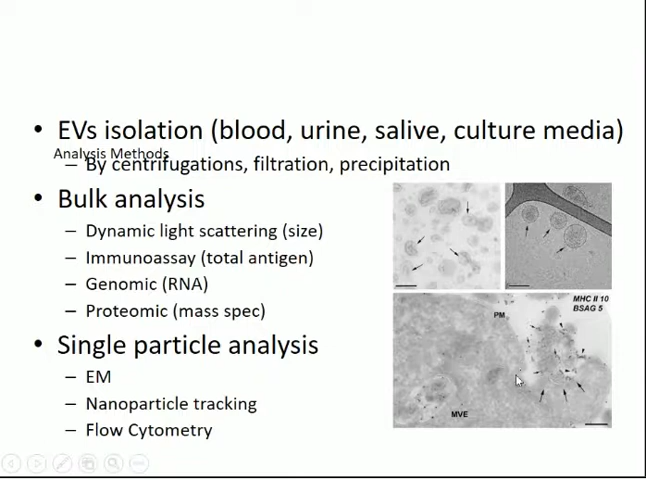 • EVs isolation (blood, urine, salive, culture media)
Analysis Methods
– By centrifugations, filtration, precipitation
• Bulk analysis
– Dynamic light scattering (size)
– Immunoassay (total antigen)
– Genomic (RNA)
– Proteomic (mass spec)
• Single particle analysis
– EM
– Nanoparticle tracking
– Flow Cytometry
MHC II 10
BSAG 5
PM
MVE